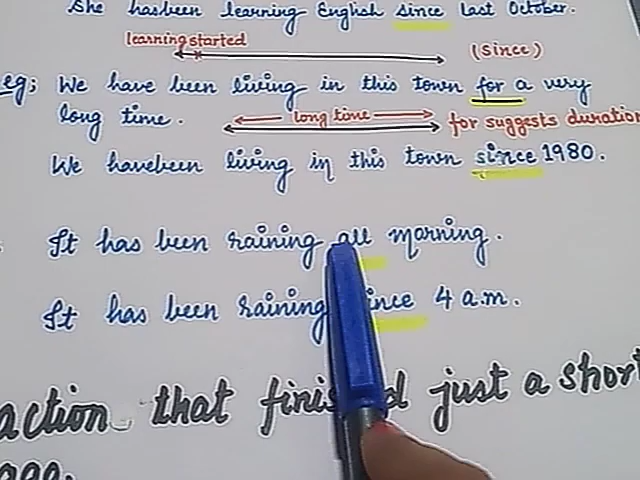 She hasbeen learning English since last October.
learning started
(since)
eg; We have been living in this town for a very
long time.
long time
for suggests duration
We havebeen living in this town since 1980.
It has been raining all morning.
It has been raining since 4 a.m.
action that finished just a short
ago.